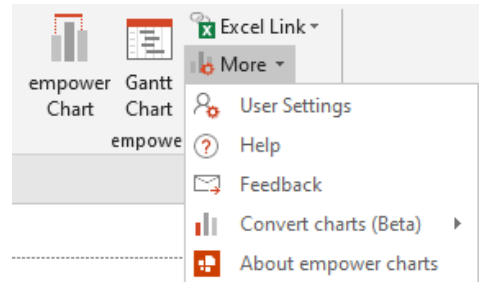 Excel Link
More
empower Gantt
Chart Chart
empowe
User Settings
Help
Feedback
Convert charts (Beta)
About empower charts